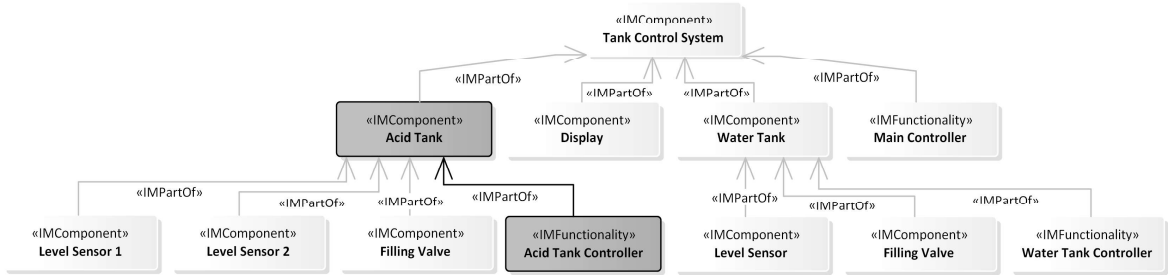 «IMComponent»
Tank Control System
«IMPartOf»
«IMPartOf»
«IMPartOf»
«IMPartOf»
«IMComponent»
Acid Tank
«IMComponent»
Display
«IMComponent»
Water Tank
«IMFunctionality»
Main Controller
«IMPartOf»
«IMPartOf»
«IMPartOf»
«IMPartOf»
«IMPartOf»
«IMPartOf»
«IMPartOf»
«IMComponent»
Level Sensor 1
«IMComponent»
Level Sensor 2
«IMComponent»
Filling Valve
«IMFunctionality»
Acid Tank Controller
«IMComponent»
Level Sensor
«IMComponent»
Filling Valve
«IMFunctionality»
Water Tank Controller